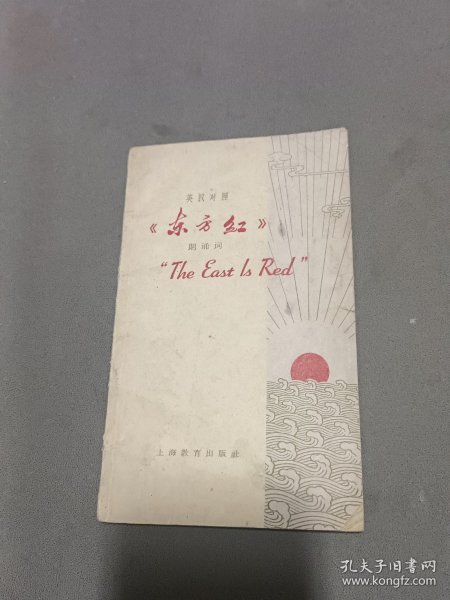 英汉对照
《东方红》
朗诵词
“The East Is Red”
上海教育出版社
孔夫子旧书网
www.kongfz.com